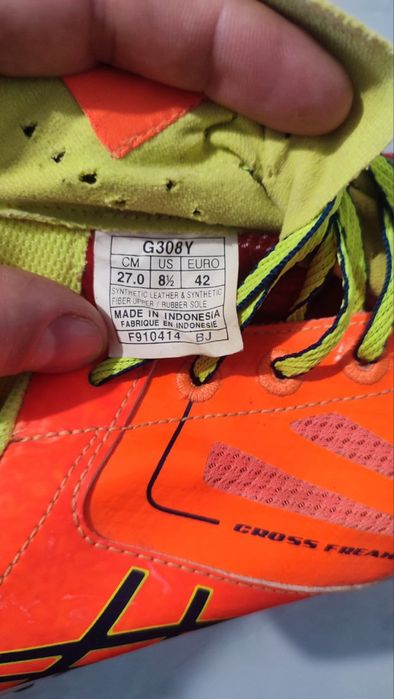 G308Y
CM US EURO
27.0 8½ 42
SYNTHETIC LEATHER & SYNTHETIC
FIBER UPPER / RUBBER SOLE
MADE IN INDONESIA
FABRIQUE EN INDONESIE
F910414 BJ
CROSS FREAK